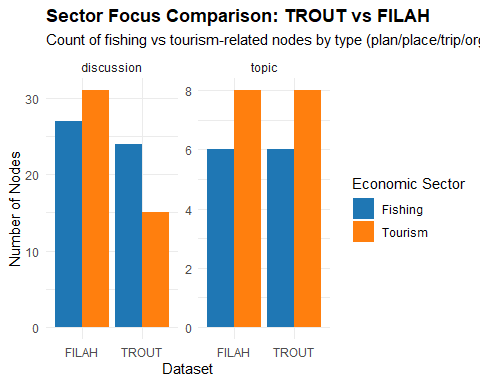 Sector Focus Comparison: TROUT vs FILAH
Count of fishing vs tourism-related nodes by type (plan/place/trip/org
discussion
topic
Number of Nodes
30
20
10
0
8
6
4
2
0
FILAH
TROUT
FILAH
TROUT
Dataset
Economic Sector
Fishing
Tourism